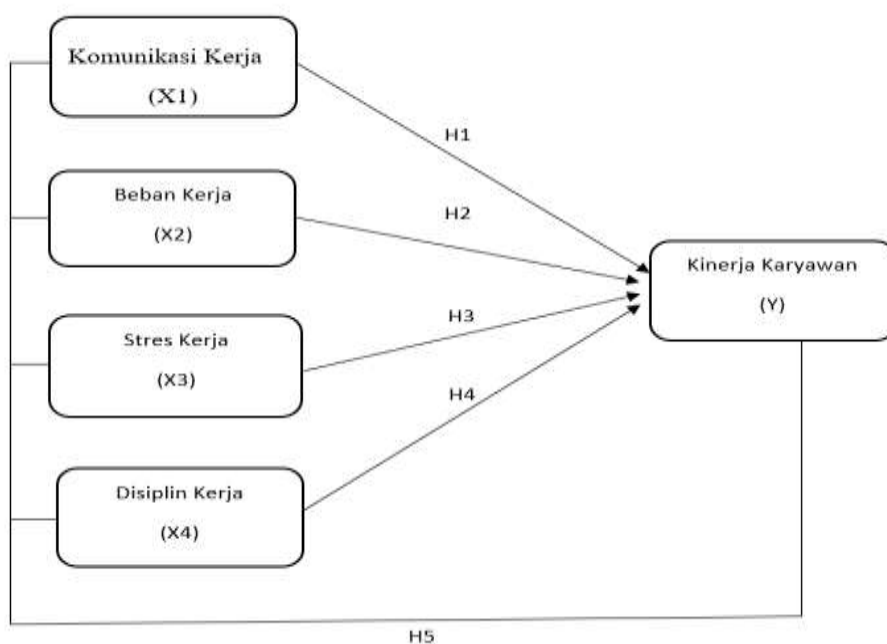 Komunikasi Kerja
(X1)
H1
Beban Kerja
(X2)
H2
Kinerja Karyawan
(Y)
Stres Kerja
(X3)
H3
H4
Disiplin Kerja
(X4)
H5